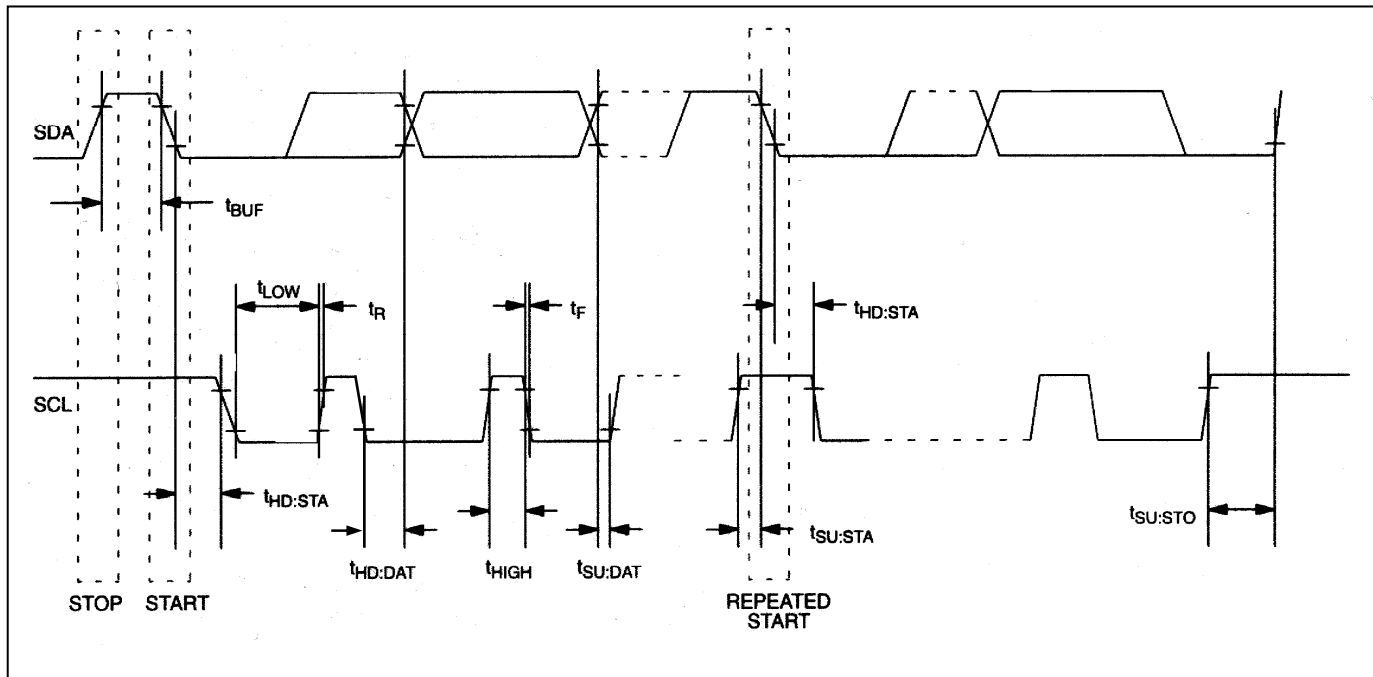 SDA
tBUF
tLOW
tR
tF
tHD:STA
SCL
tHD:STA
tSU:STO
tSU:STA
tHD:DAT
tHIGH
tSU:DAT
STOP
START
REPEATED
START